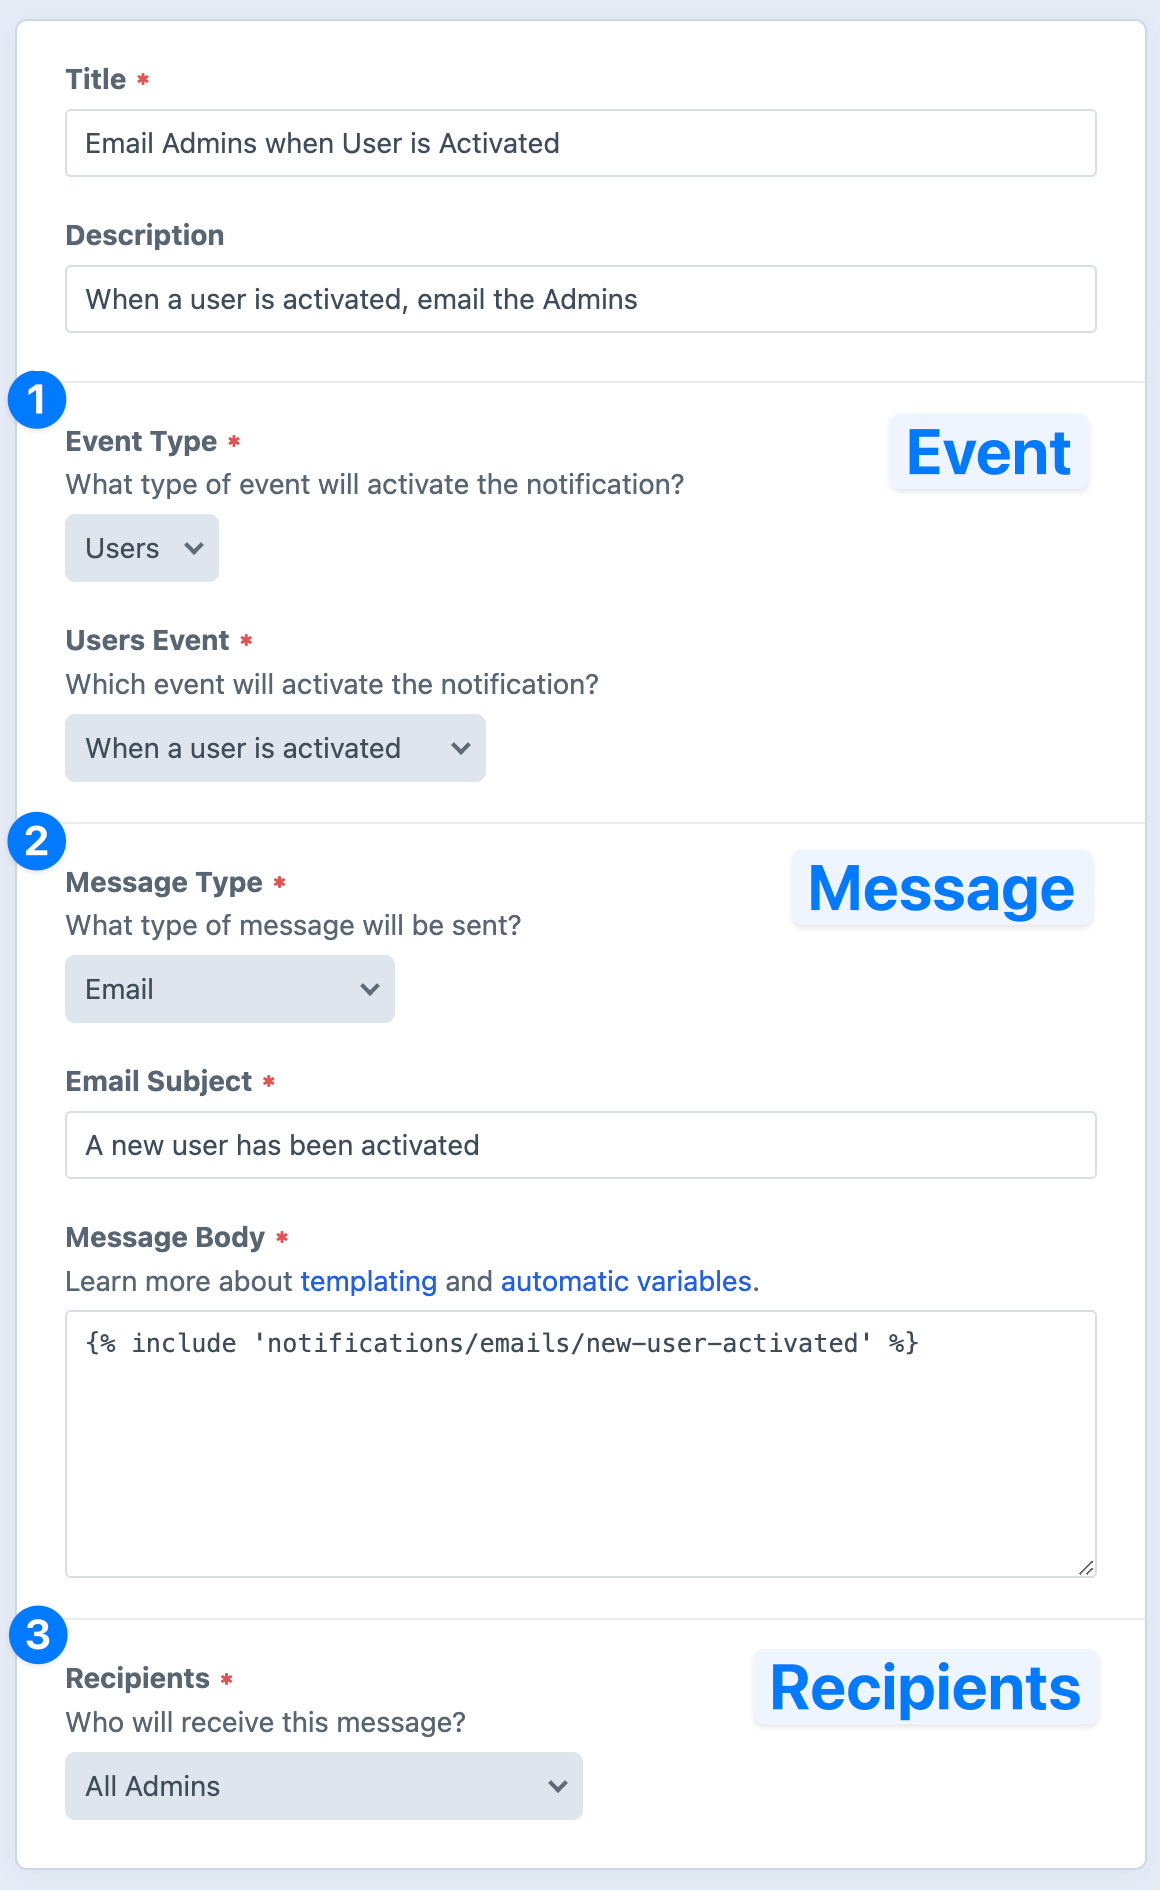 Title *
Email Admins when User is Activated
Description
When a user is activated, email the Admins
1
Event Type *
Event
What type of event will activate the notification?
Users
Users Event *
Which event will activate the notification?
When a user is activated
2
Message Type *
Message
What type of message will be sent?
Email
Email Subject *
A new user has been activated
Message Body *
Learn more about templating and automatic variables.
{% include 'notifications/emails/new-user-activated' %}
3
Recipients *
Recipients
Who will receive this message?
All Admins